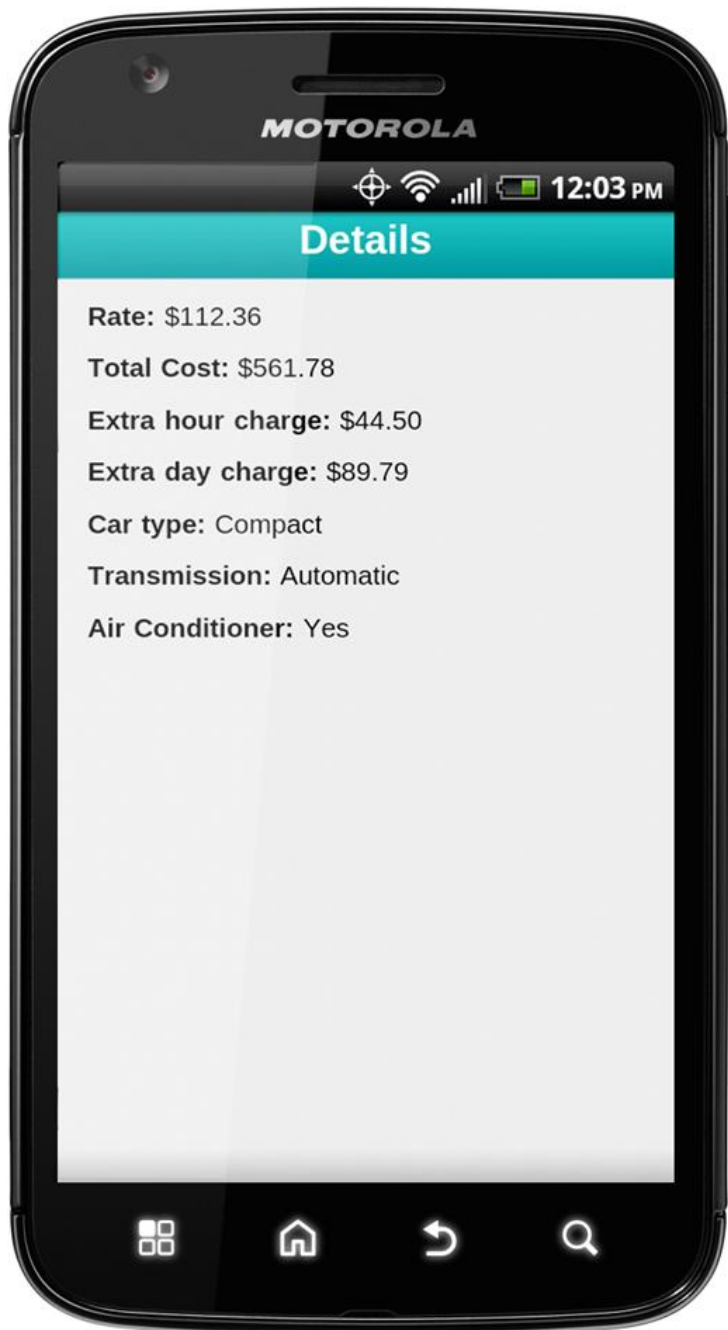 MOTOROLA
12:03 PM
Details
Rate: $112.36
Total Cost: $561.78
Extra hour charge: $44.50
Extra day charge: $89.79
Car type: Compact
Transmission: Automatic
Air Conditioner: Yes